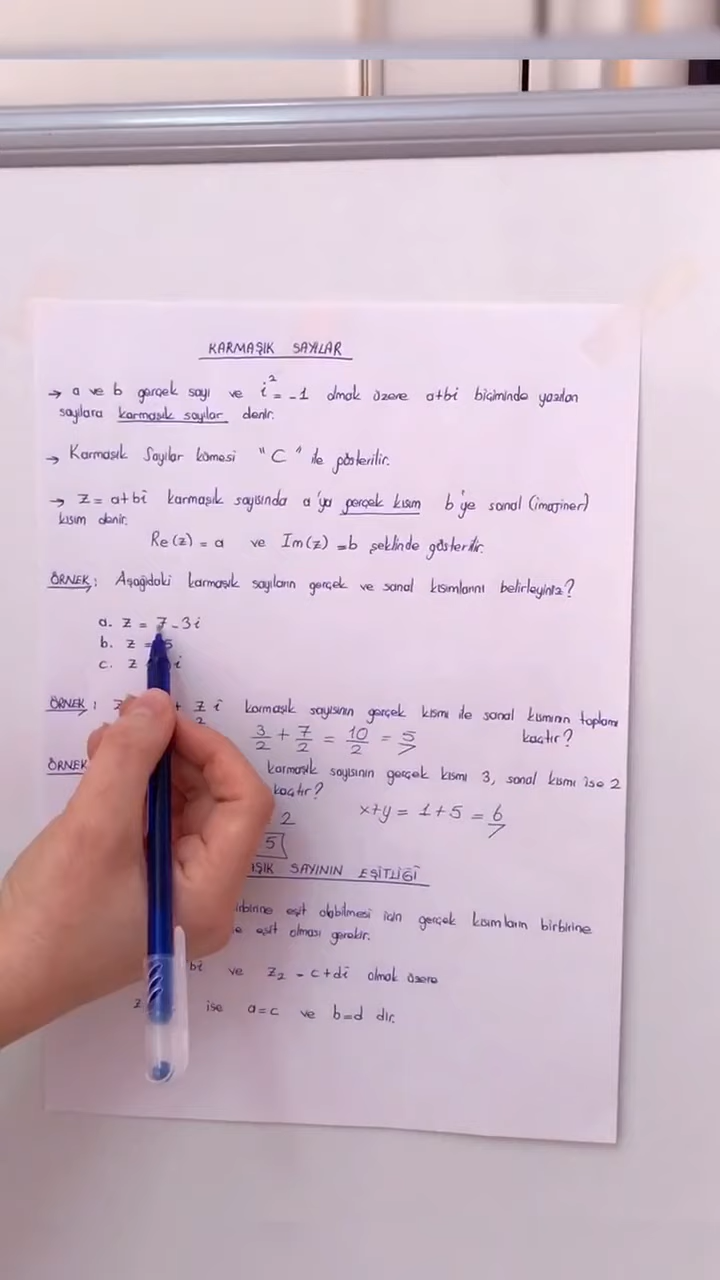 KARMAŞIK SAYILAR
→ a ve b gerçek sayı ve i² = -1 olmak üzere a+bi biçiminde yazılan
sayılara karmaşık sayılar denir.
→ Karmaşık Sayılar kümesi "C" ile gösterilir.
→ z = a+bi karmaşık sayısında a'ya gerçek kısım b'ye sanal (imajiner)
kısım denir.
Re(z) = a ve Im(z) = b şeklinde gösterilir.
ÖRNEK: Aşağıdaki karmaşık sayıların gerçek ve sanal kısımlarını belirleyiniz?
a. z = 7-3i
b. z = 5
c. z i
ÖRNEK: z + 7/2 i karmaşık sayısının gerçek kısmı ile sanal kısmının toplamı
kaçtır?
3/2 + 7/2 = 10/2 = 5
ÖRNEK karmaşık sayısının gerçek kısmı 3, sanal kısmı ise 2
kaçtır?
= 2 x+y = 1+5 = 6
5
SAYININ EŞİTLİĞİ
eşit olabilmesi için gerçek kısımların birbirine
eşit olması gerekir.
bi ve z₂ - c+di olmak üzere
z ise a=c ve b=d dir.